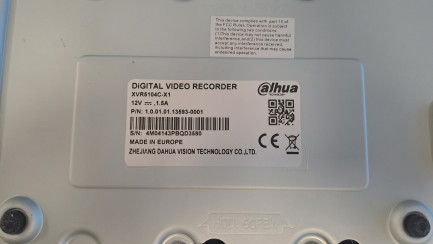 This device complies with part 15 of
the FCC Rules. Operation is subject
to the following two conditions:
(1)This device may not cause harmful
interference,and(2) this device must
accept any interference received,
including interference that may cause
undesired operation.
DIGITAL VIDEO RECORDER
alhua
TECHNOLOGY
XVR5104C-X1
12V ⎓ ,1.5A
P/N: 1.0.01.01.13593-0001
S/N: 4M04143PBQD3580
MADE IN EUROPE
ZHEJIANG DAHUA VISION TECHNOLOGY CO.,LTD.
CE